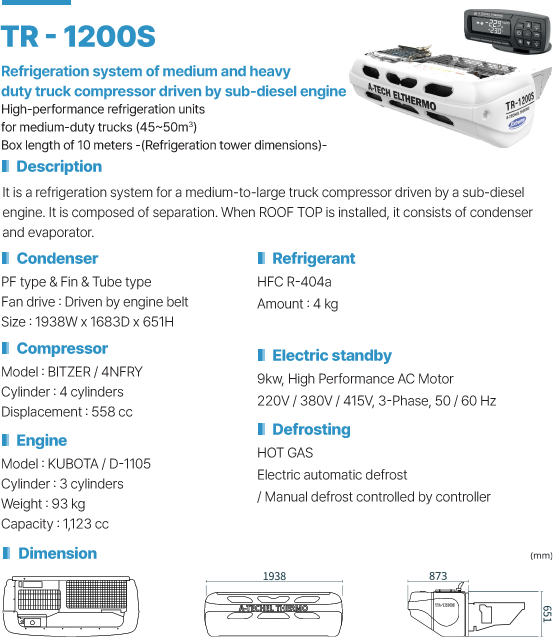 TR - 1200S
Refrigeration system of medium and heavy
duty truck compressor driven by sub-diesel engine
High-performance refrigeration units
for medium-duty trucks (45~50m³)
Box length of 10 meters -(Refrigeration tower dimensions)-
A-TECH ELTHERMO
TR-1200S
Description
It is a refrigeration system for a medium-to-large truck compressor driven by a sub-diesel
engine. It is composed of separation. When ROOF TOP is installed, it consists of condenser
and evaporator.
Condenser
PF type & Fin & Tube type
Fan drive : Driven by engine belt
Size : 1938W x 1683D x 651H
Refrigerant
HFC R-404a
Amount : 4 kg
Compressor
Model : BITZER / 4NFRY
Cylinder : 4 cylinders
Displacement : 558 cc
Electric standby
9kw, High Performance AC Motor
220V / 380V / 415V, 3-Phase, 50 / 60 Hz
Engine
Model : KUBOTA / D-1105
Cylinder : 3 cylinders
Weight : 93 kg
Capacity : 1,123 cc
Defrosting
HOT GAS
Electric automatic defrost
/ Manual defrost controlled by controller
Dimension
(mm)
1938
A-TECHEL THERMO
873
TR-1200S
651